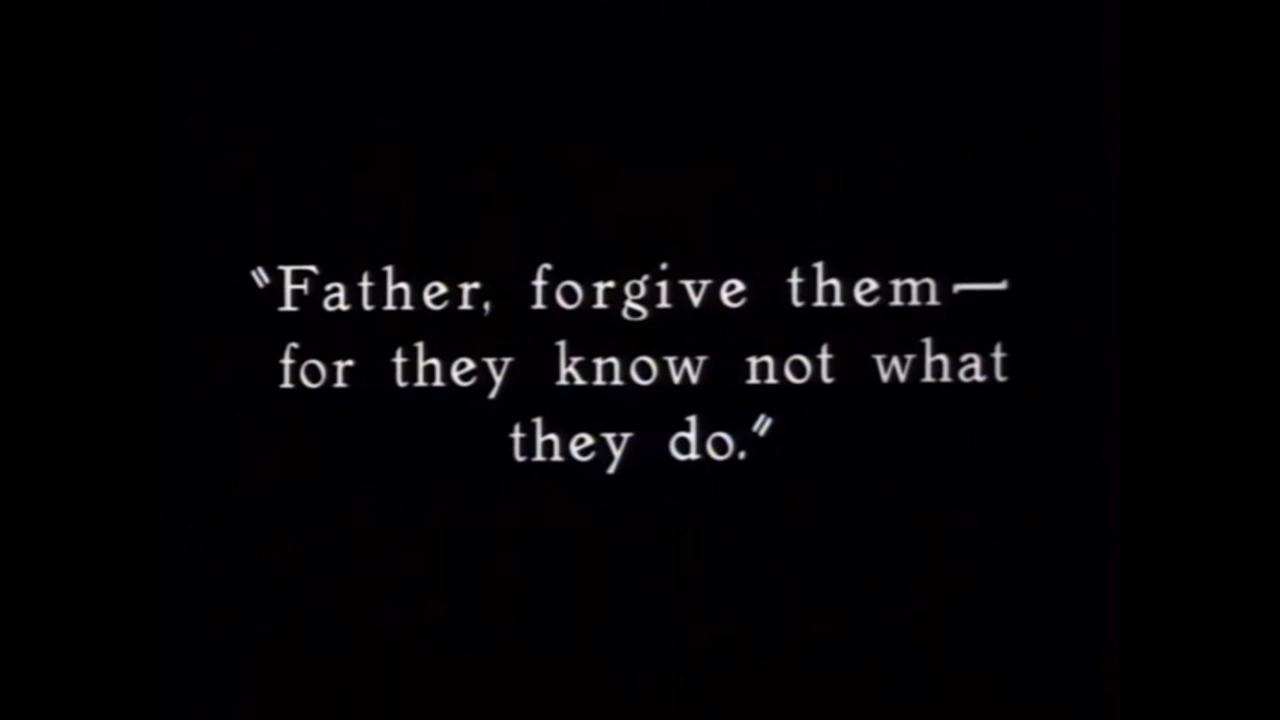 "Father, forgive them—
for they know not what
they do."